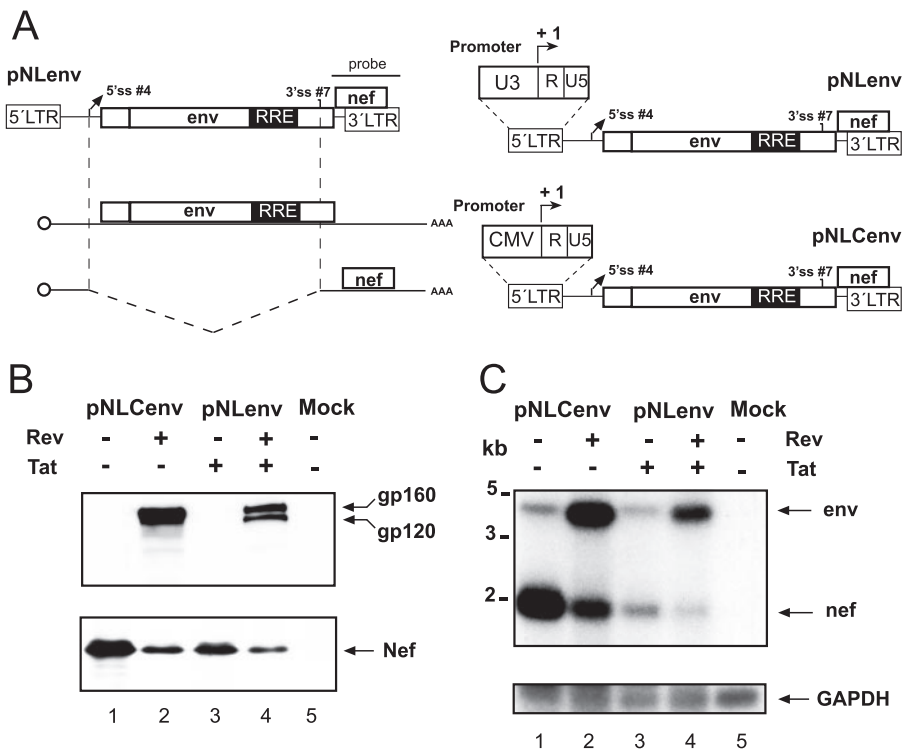 A
pNLenv
probe
5'ss #4
3'ss #7
nef
5´LTR
env
RRE
3´LTR
env
RRE
AAA
nef
AAA
Promoter
+ 1
U3
R
U5
pNLenv
5'ss #4
3'ss #7
nef
5´LTR
env
RRE
3´LTR
Promoter
+ 1
CMV
R
U5
pNLCenv
5'ss #4
3'ss #7
nef
5´LTR
env
RRE
3´LTR
B
pNLCenv pNLenv Mock
Rev - + - + -
Tat - - + + -
gp160
gp120
Nef
1 2 3 4 5
C
pNLCenv pNLenv Mock
- + - + - Rev
kb - - + + - Tat
5
env
3
2
nef
GAPDH
1 2 3 4 5